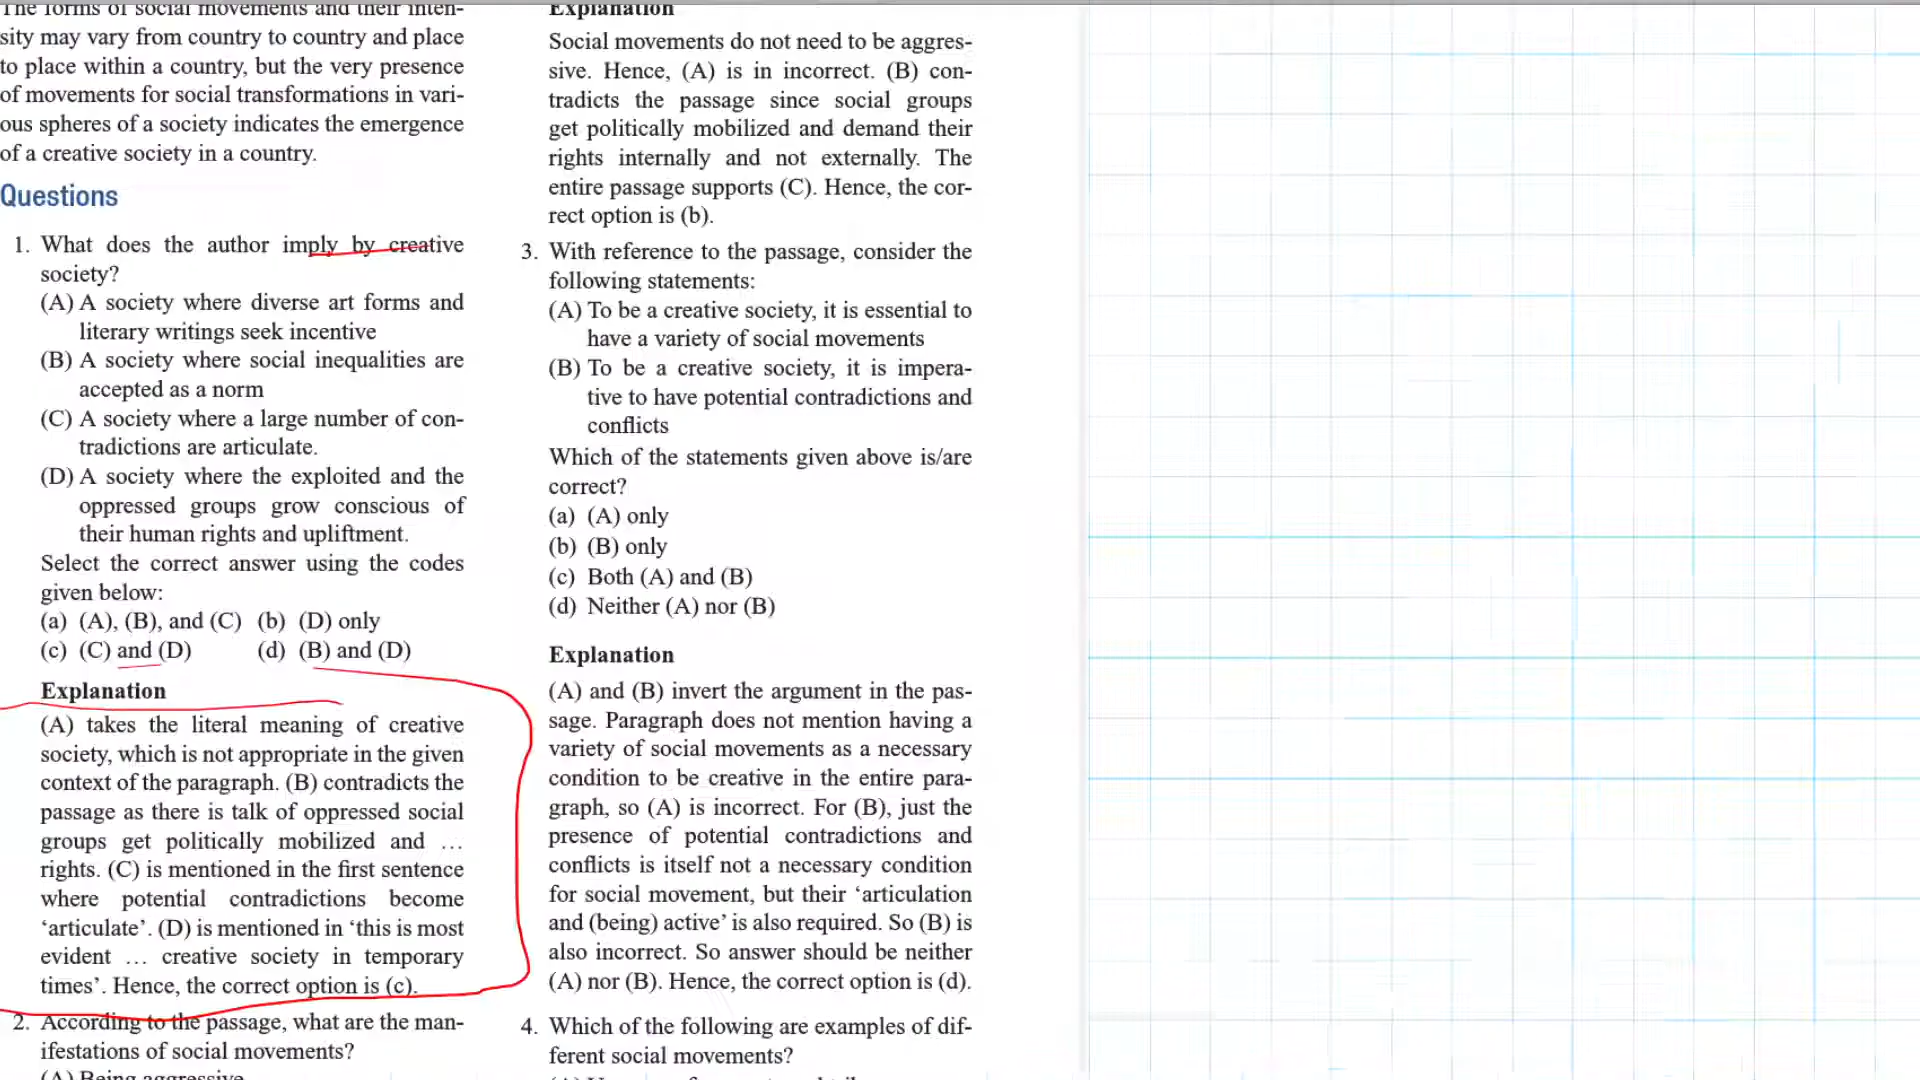 The forms of social movements and their inten-
sity may vary from country to country and place
to place within a country, but the very presence
of movements for social transformations in vari-
ous spheres of a society indicates the emergence
of a creative society in a country.
Questions
1. What does the author imply by creative
society?
(A) A society where diverse art forms and
literary writings seek incentive
(B) A society where social inequalities are
accepted as a norm
(C) A society where a large number of con-
tradictions are articulate.
(D) A society where the exploited and the
oppressed groups grow conscious of
their human rights and upliftment.
Select the correct answer using the codes
given below:
(a) (A), (B), and (C) (b) (D) only
(c) (C) and (D) (d) (B) and (D)
Explanation
(A) takes the literal meaning of creative
society, which is not appropriate in the given
context of the paragraph. (B) contradicts the
passage as there is talk of oppressed social
groups get politically mobilized and …
rights. (C) is mentioned in the first sentence
where potential contradictions become
‘articulate’. (D) is mentioned in ‘this is most
evident … creative society in temporary
times’. Hence, the correct option is (c).
2. According to the passage, what are the man-
ifestations of social movements?
(A) Being aggressive
Explanation
Social movements do not need to be aggres-
sive. Hence, (A) is in incorrect. (B) con-
tradicts the passage since social groups
get politically mobilized and demand their
rights internally and not externally. The
entire passage supports (C). Hence, the cor-
rect option is (b).
3. With reference to the passage, consider the
following statements:
(A) To be a creative society, it is essential to
have a variety of social movements
(B) To be a creative society, it is impera-
tive to have potential contradictions and
conflicts
Which of the statements given above is/are
correct?
(a) (A) only
(b) (B) only
(c) Both (A) and (B)
(d) Neither (A) nor (B)
Explanation
(A) and (B) invert the argument in the pas-
sage. Paragraph does not mention having a
variety of social movements as a necessary
condition to be creative in the entire para-
graph, so (A) is incorrect. For (B), just the
presence of potential contradictions and
conflicts is itself not a necessary condition
for social movement, but their ‘articulation
and (being) active’ is also required. So (B) is
also incorrect. So answer should be neither
(A) nor (B). Hence, the correct option is (d).
4. Which of the following are examples of dif-
ferent social movements?